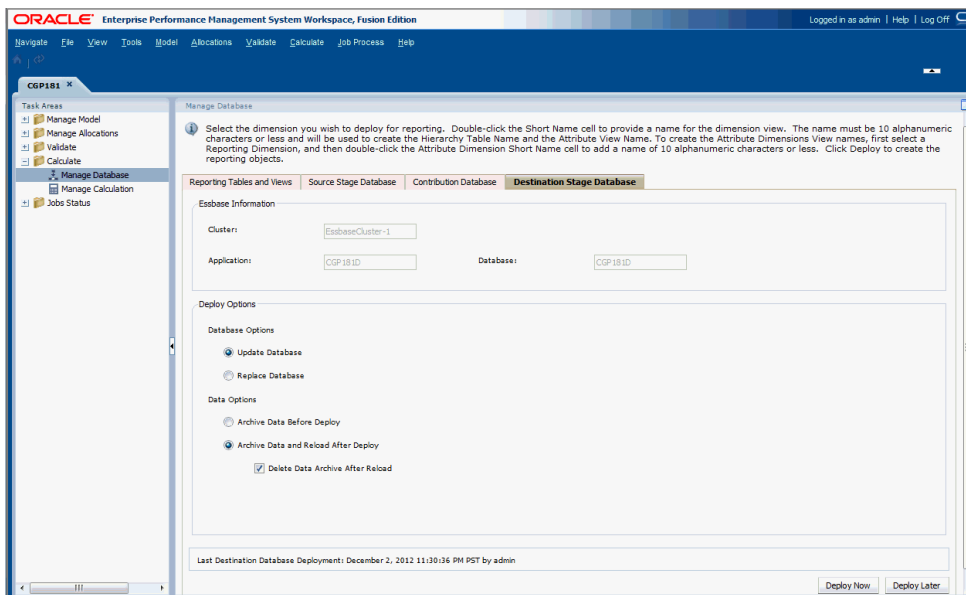 ORACLE® Enterprise Performance Management System Workspace, Fusion Edition
Logged in as admin | Help | Log Off
Navigate File View Tools Model Allocations Validate Calculate Job Process Help
CGP181 ×
Task Areas
Manage Model
Manage Allocations
Validate
Calculate
Manage Database
Manage Calculation
Jobs Status
Manage Database
Select the dimension you wish to deploy for reporting. Double-click the Short Name cell to provide a name for the dimension view. The name must be 10 alphanumeric
characters or less and will be used to create the Hierarchy Table Name and the Attribute View Name. To create the Attribute Dimensions View names, first select a
Reporting Dimension, and then double-click the Attribute Dimension Short Name cell to add a name of 10 alphanumeric characters or less. Click Deploy to create the
reporting objects.
Reporting Tables and Views Source Stage Database Contribution Database Destination Stage Database
Essbase Information
Cluster: EssbaseCluster-1
Application: CGP181D Database: CGP181D
Deploy Options
Database Options
Update Database
Replace Database
Data Options
Archive Data Before Deploy
Archive Data and Reload After Deploy
Delete Data Archive After Reload
Last Destination Database Deployment: December 2, 2012 11:30:36 PM PST by admin
Deploy Now Deploy Later